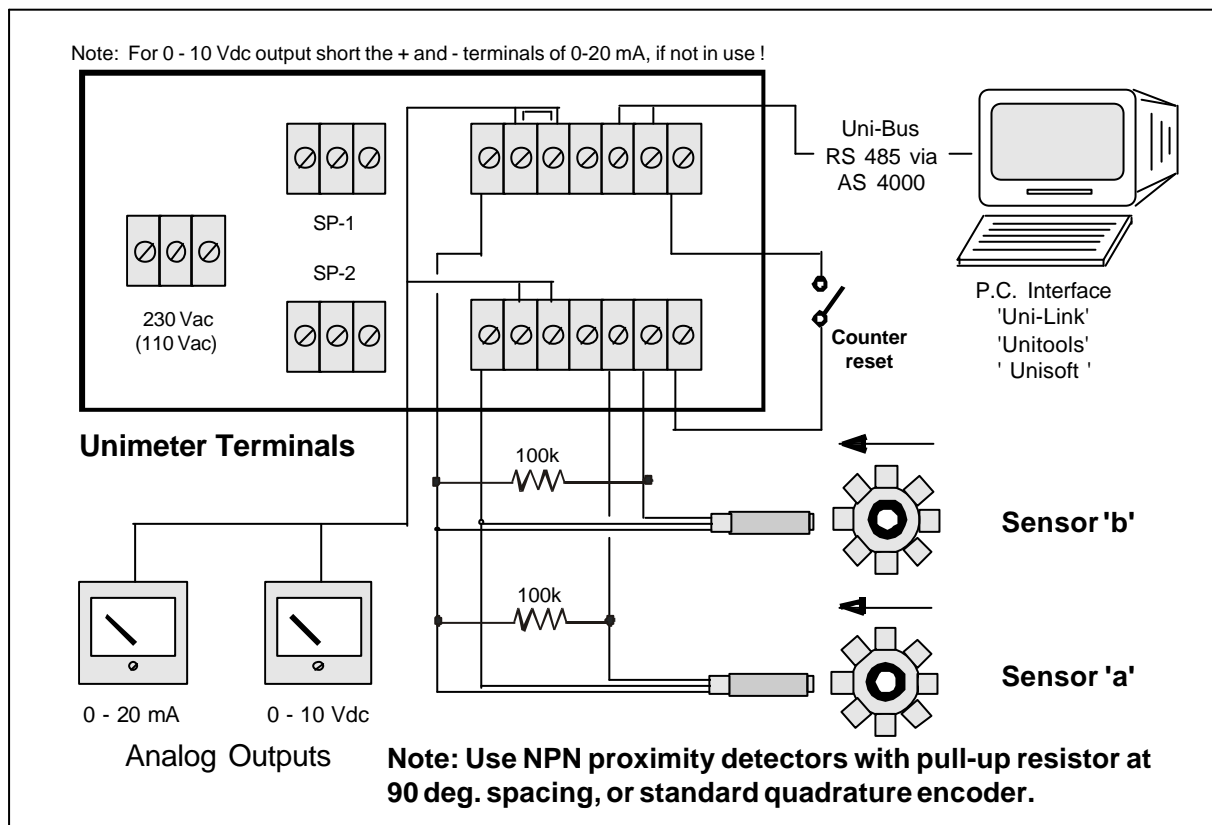 Note: For 0 - 10 Vdc output short the + and - terminals of 0-20 mA, if not in use !
Uni-Bus
RS 485 via
AS 4000
SP-1
SP-2
230 Vac
(110 Vac)
Counter
reset
P.C. Interface
'Uni-Link'
'Unitools'
' Unisoft '
Unimeter Terminals
100k
Sensor 'b'
100k
Sensor 'a'
0 - 20 mA
0 - 10 Vdc
Analog Outputs
Note: Use NPN proximity detectors with pull-up resistor at
90 deg. spacing, or standard quadrature encoder.